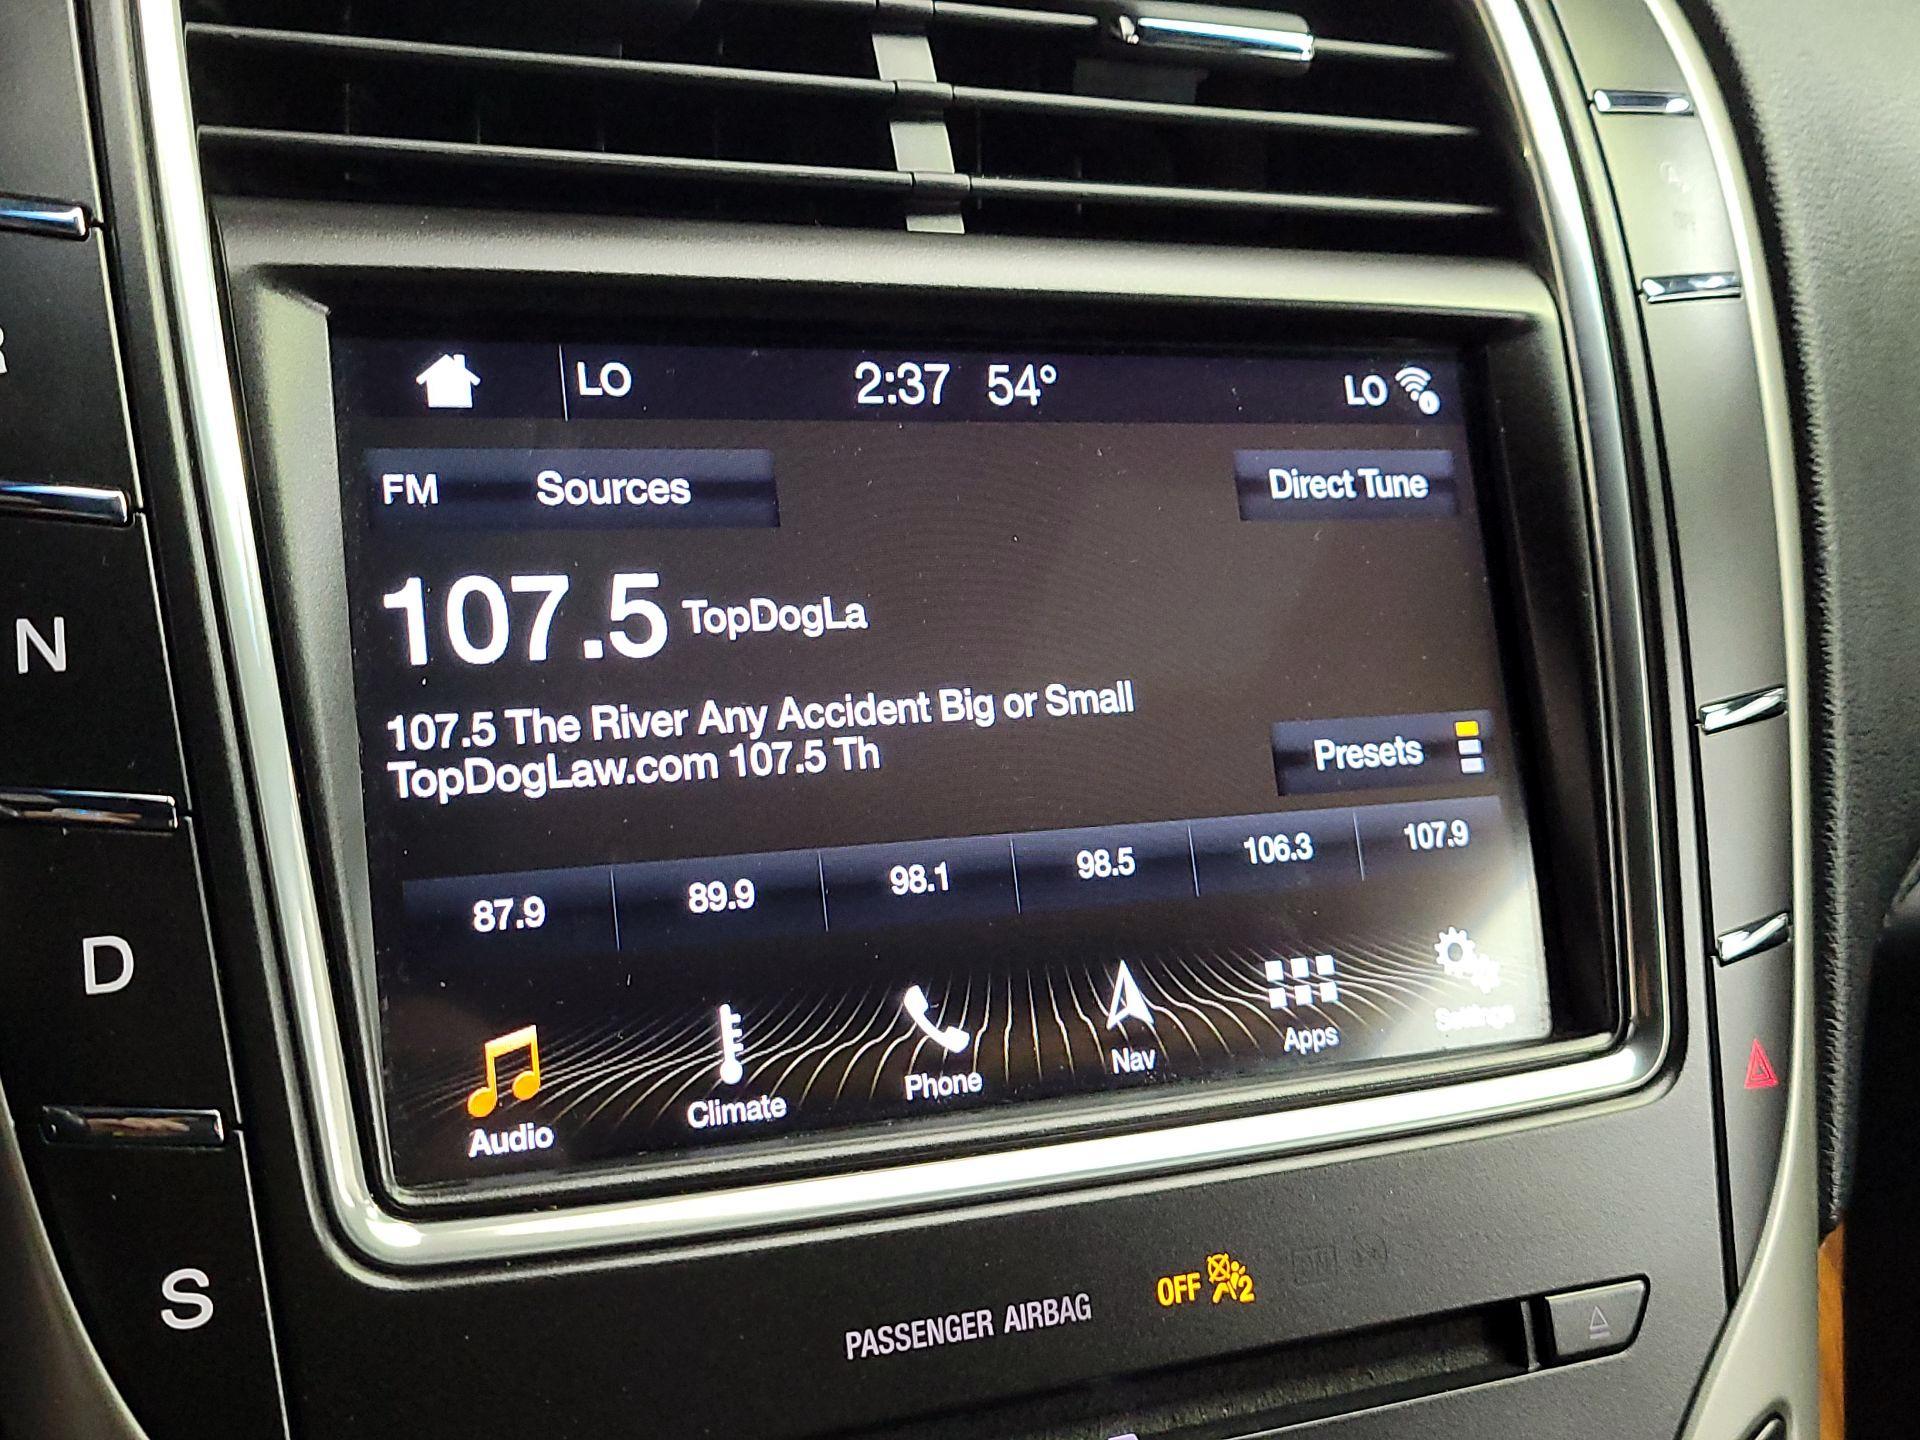 LO 2:37 54° LO
FM Sources Direct Tune
107.5 TopDogLa
107.5 The River Any Accident Big or Small
TopDogLaw.com 107.5 Th
Presets
87.9 89.9 98.1 98.5 106.3 107.9
Audio Climate Phone Nav Apps Settings
N
D
S
PASSENGER AIRBAG OFF 2